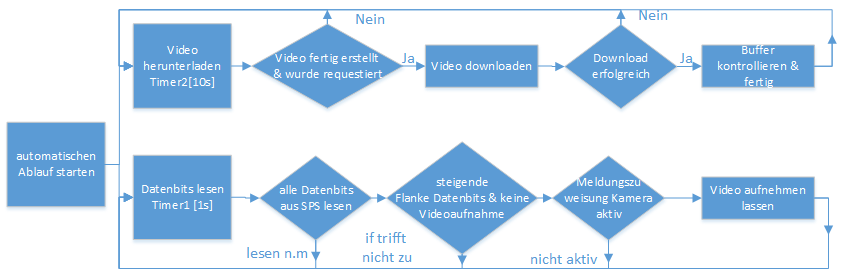 Nein
Nein
Video
herunterladen
Timer2[10s]
Video fertig erstellt
& wurde requestiert
Ja
Video downloaden
Download
erfolgreich
Ja
Buffer
kontrollieren &
fertig
automatischen
Ablauf starten
Datenbits lesen
Timer1 [1s]
alle Datenbits
aus SPS lesen
steigende
Flanke Datenbits & keine
Videoaufnahme
Meldungszu
weisung Kamera
aktiv
Video aufnehmen
lassen
lesen n.m
if trifft
nicht zu
nicht aktiv